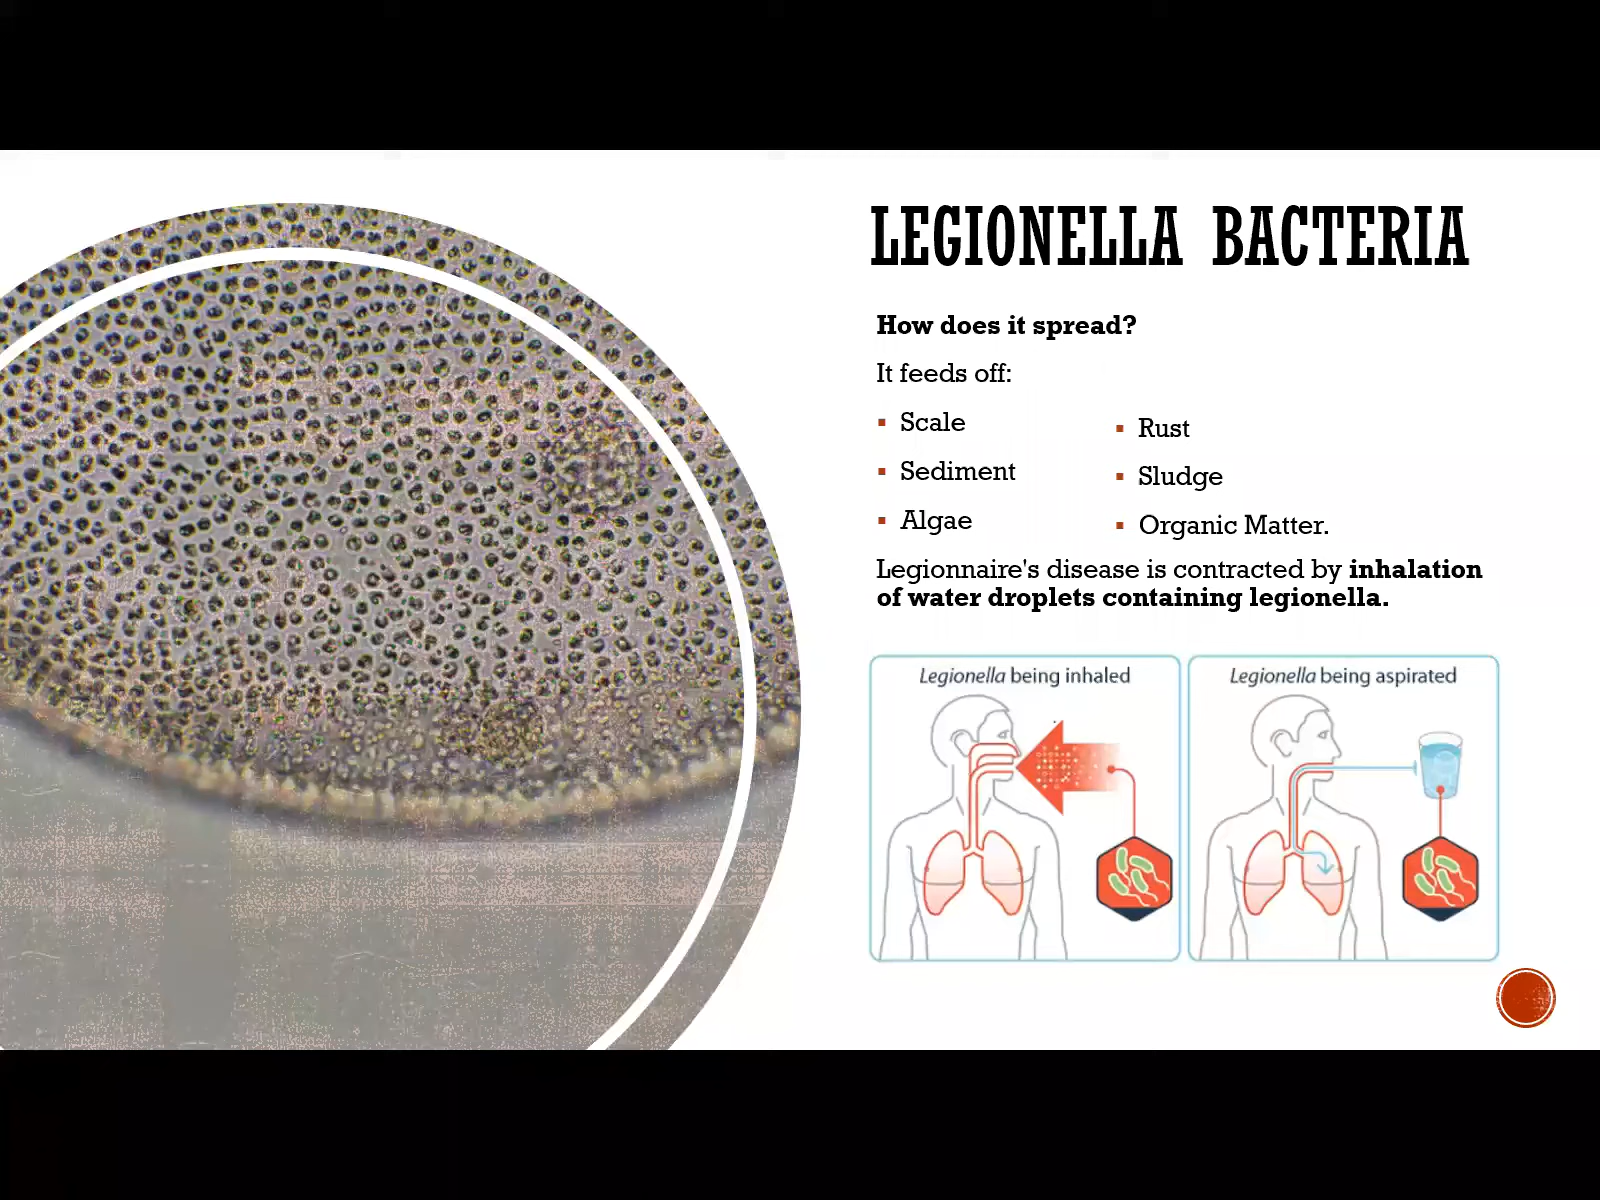 LEGIONELLA BACTERIA
How does it spread?
It feeds off:
Scale
Sediment
Algae
Rust
Sludge
Organic Matter.
Legionnaire's disease is contracted by inhalation
of water droplets containing legionella.
Legionella being inhaled
Legionella being aspirated